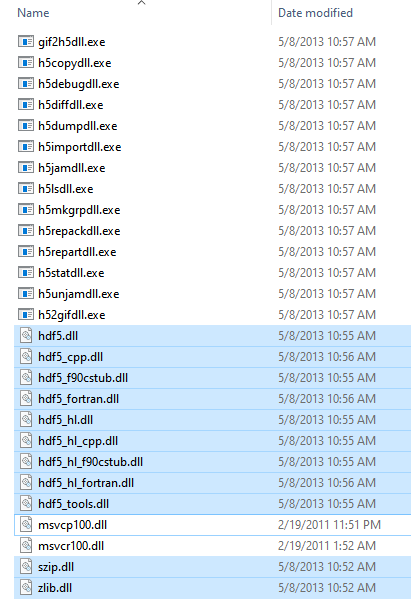 Name Date modified
gif2h5dll.exe 5/8/2013 10:57 AM
h5copydll.exe 5/8/2013 10:57 AM
h5debugdll.exe 5/8/2013 10:57 AM
h5diffdll.exe 5/8/2013 10:57 AM
h5dumpdll.exe 5/8/2013 10:57 AM
h5importdll.exe 5/8/2013 10:57 AM
h5jamdll.exe 5/8/2013 10:57 AM
h5lsdll.exe 5/8/2013 10:57 AM
h5mkgrpdll.exe 5/8/2013 10:57 AM
h5repackdll.exe 5/8/2013 10:57 AM
h5repartdll.exe 5/8/2013 10:57 AM
h5statdll.exe 5/8/2013 10:57 AM
h5unjamdll.exe 5/8/2013 10:57 AM
h52gifdll.exe 5/8/2013 10:57 AM
hdf5.dll 5/8/2013 10:55 AM
hdf5_cpp.dll 5/8/2013 10:56 AM
hdf5_f90cstub.dll 5/8/2013 10:55 AM
hdf5_fortran.dll 5/8/2013 10:56 AM
hdf5_hl.dll 5/8/2013 10:55 AM
hdf5_hl_cpp.dll 5/8/2013 10:56 AM
hdf5_hl_f90cstub.dll 5/8/2013 10:55 AM
hdf5_hl_fortran.dll 5/8/2013 10:56 AM
hdf5_tools.dll 5/8/2013 10:55 AM
msvcp100.dll 2/19/2011 11:51 PM
msvcr100.dll 2/19/2011 1:52 AM
szip.dll 5/8/2013 10:52 AM
zlib.dll 5/8/2013 10:52 AM